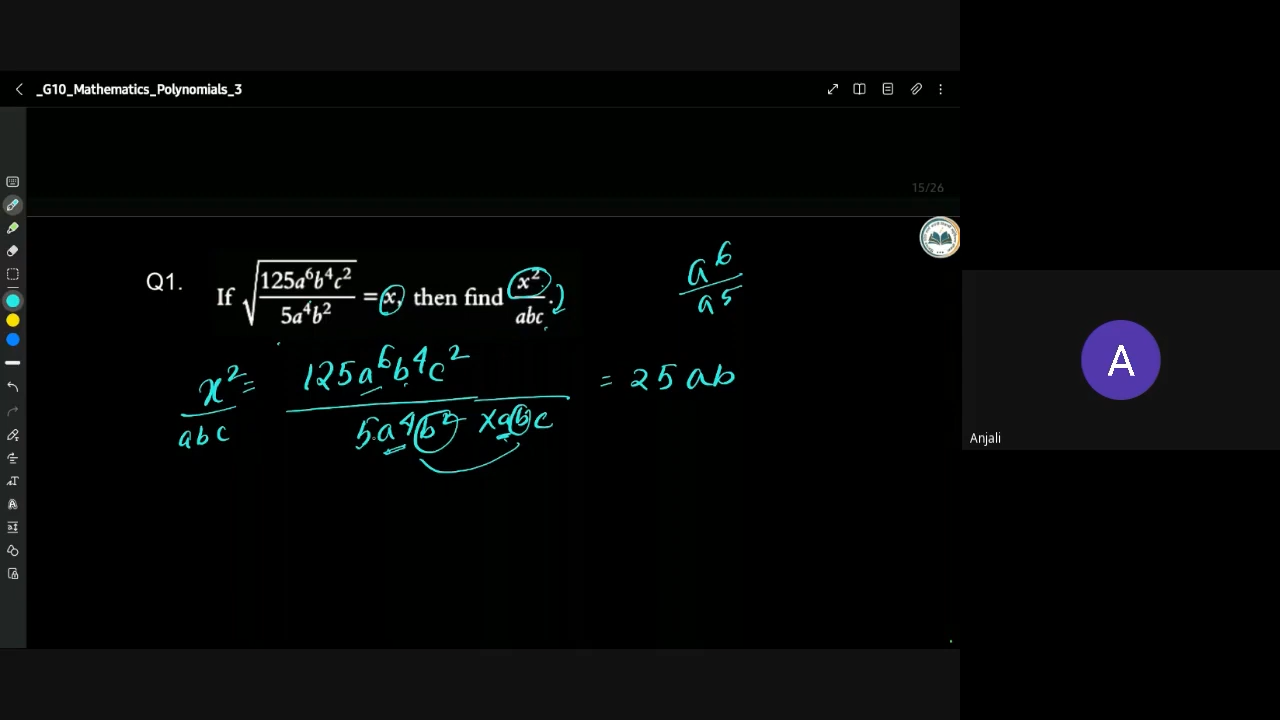 _G10_Mathematics_Polynomials_3
15/26
Q1. If √(125a⁶b⁴c²/5a⁴b²) = x, then find x²/abc.
a⁶/a⁵
x²/abc = 125a⁶b⁴c²/5a⁴b² × abc = 25ab
A
Anjali